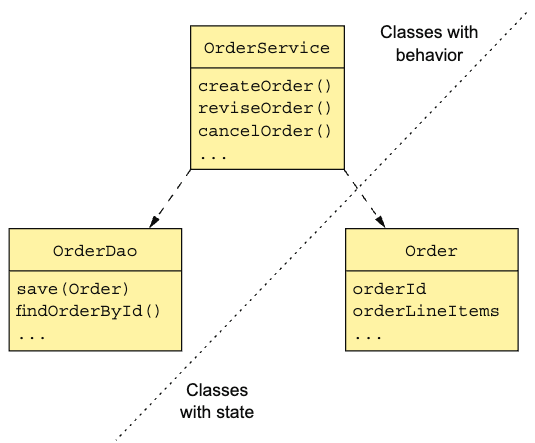 Classes with
behavior
OrderService
createOrder()
reviseOrder()
cancelOrder()
...
OrderDao
save(Order)
findOrderById()
...
Order
orderId
orderLineItems
...
Classes
with state